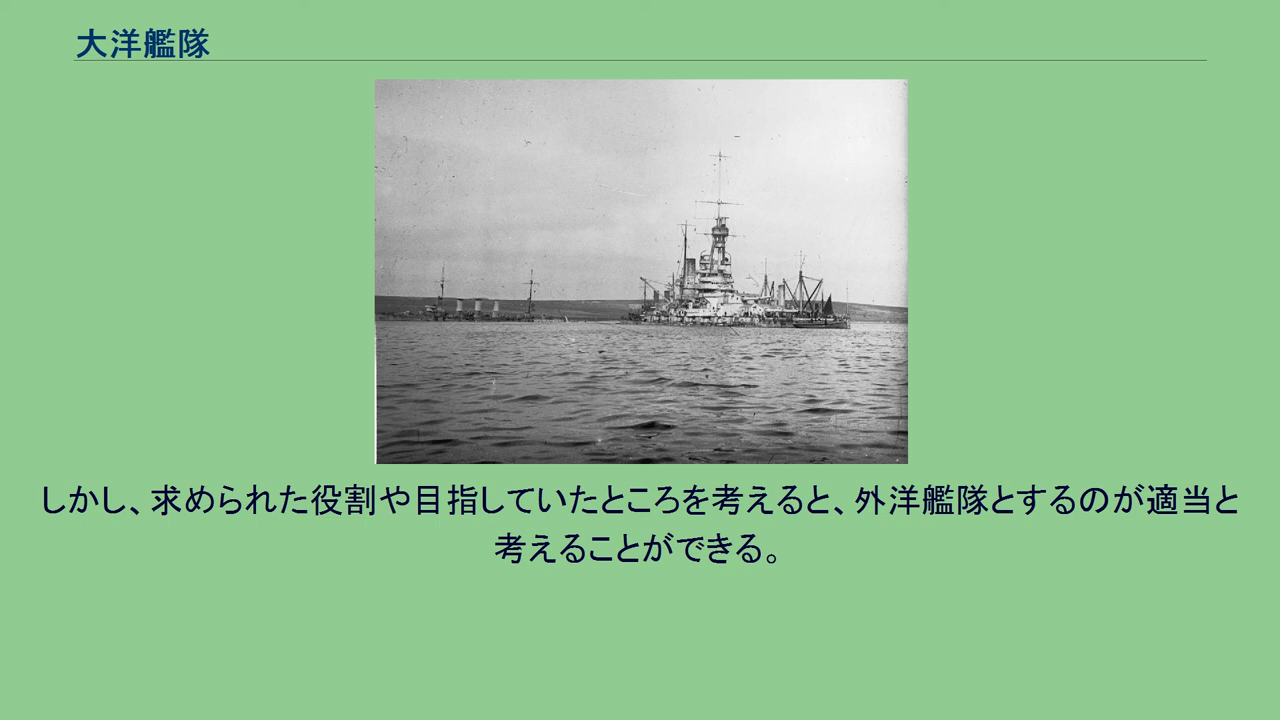 大洋艦隊
しかし、求められた役割や目指していたところを考えると、外洋艦隊とするのが適当と
考えることができる。